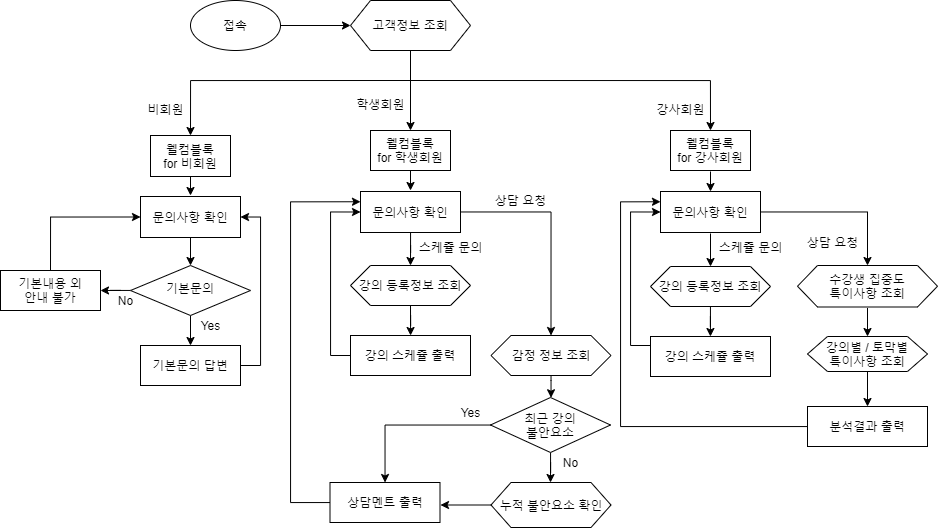 접속
고객정보 조회
비회원
학생회원
강사회원
웰컴블록
for 비회원
웰컴블록
for 학생회원
웰컴블록
for 강사회원
문의사항 확인
문의사항 확인
상담 요청
문의사항 확인
상담 요청
스케쥴 문의
스케쥴 문의
기본내용 외
안내 불가
No
기본문의
Yes
강의 등록정보 조회
강의 등록정보 조회
수강생 집중도
특이사항 조회
기본문의 답변
강의 스케쥴 출력
감정 정보 조회
강의 스케쥴 출력
강의별 / 토막별
특이사항 조회
Yes
최근 강의
불안요소
No
분석결과 출력
상담멘트 출력
누적 불안요소 확인